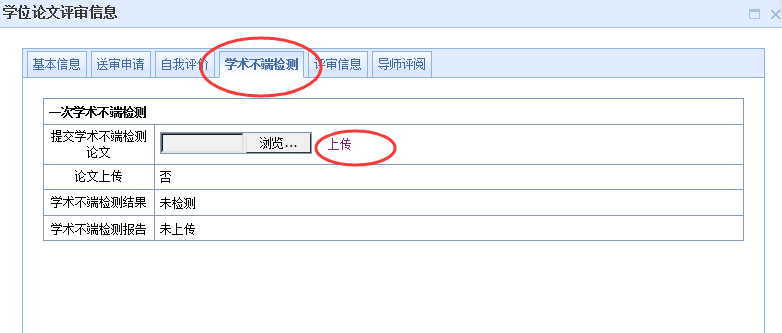 学位论文评审信息
基本信息 送审申请 自我评价 学术不端检测 评审信息 导师评阅
一次学术不端检测
提交学术不端检测
论文
浏览... 上传
论文上传 否
学术不端检测结果 未检测
学术不端检测报告 未上传